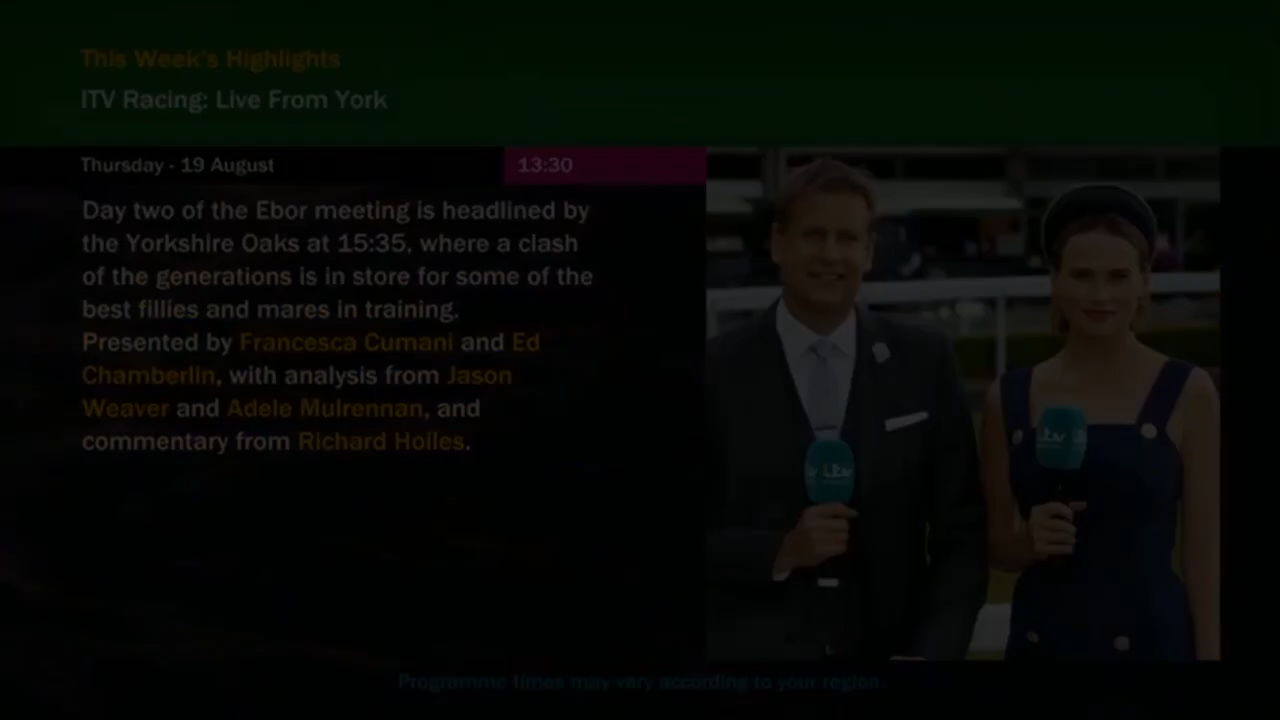 This Week's Highlights
ITV Racing: Live From York
Thursday - 19 August
13:30
Day two of the Ebor meeting is headlined by
the Yorkshire Oaks at 15:35, where a clash
of the generations is in store for some of the
best fillies and mares in training.
Presented by Francesca Cumani and Ed
Chamberlin, with analysis from Jason
Weaver and Adele Mulrennan, and
commentary from Richard Hoiles.
itv
itv
Programme times may vary according to your region.